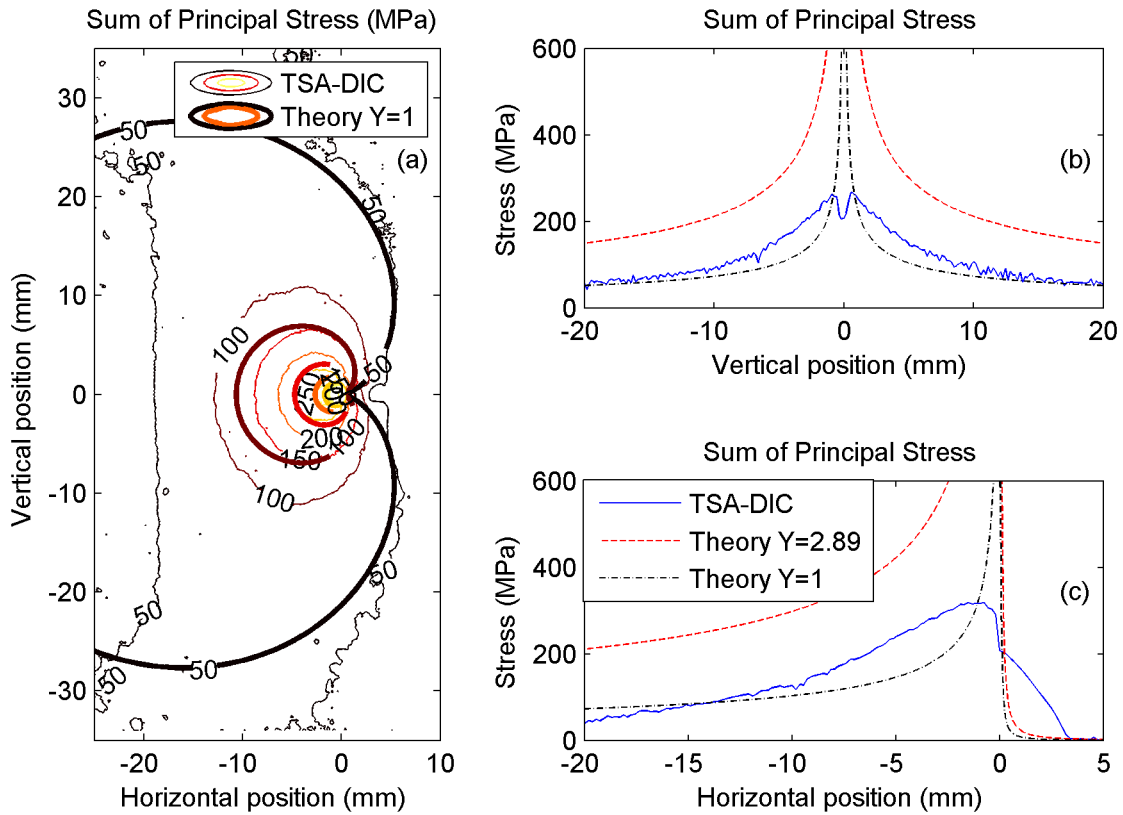 Sum of Principal Stress (MPa)
TSA-DIC
Theory Y=1
(a)
30
20
10
0
-10
-20
-30
Vertical position (mm)
50
50
50
100
50
250
200
150
100
100
50
50
50
50
-20
-10
0
10
Horizontal position (mm)
Sum of Principal Stress
600
400
200
0
Stress (MPa)
(b)
-20
-10
0
10
20
Vertical position (mm)
Sum of Principal Stress
600
400
200
0
Stress (MPa)
TSA-DIC
Theory Y=2.89
Theory Y=1
(c)
-20
-15
-10
-5
0
5
Horizontal position (mm)